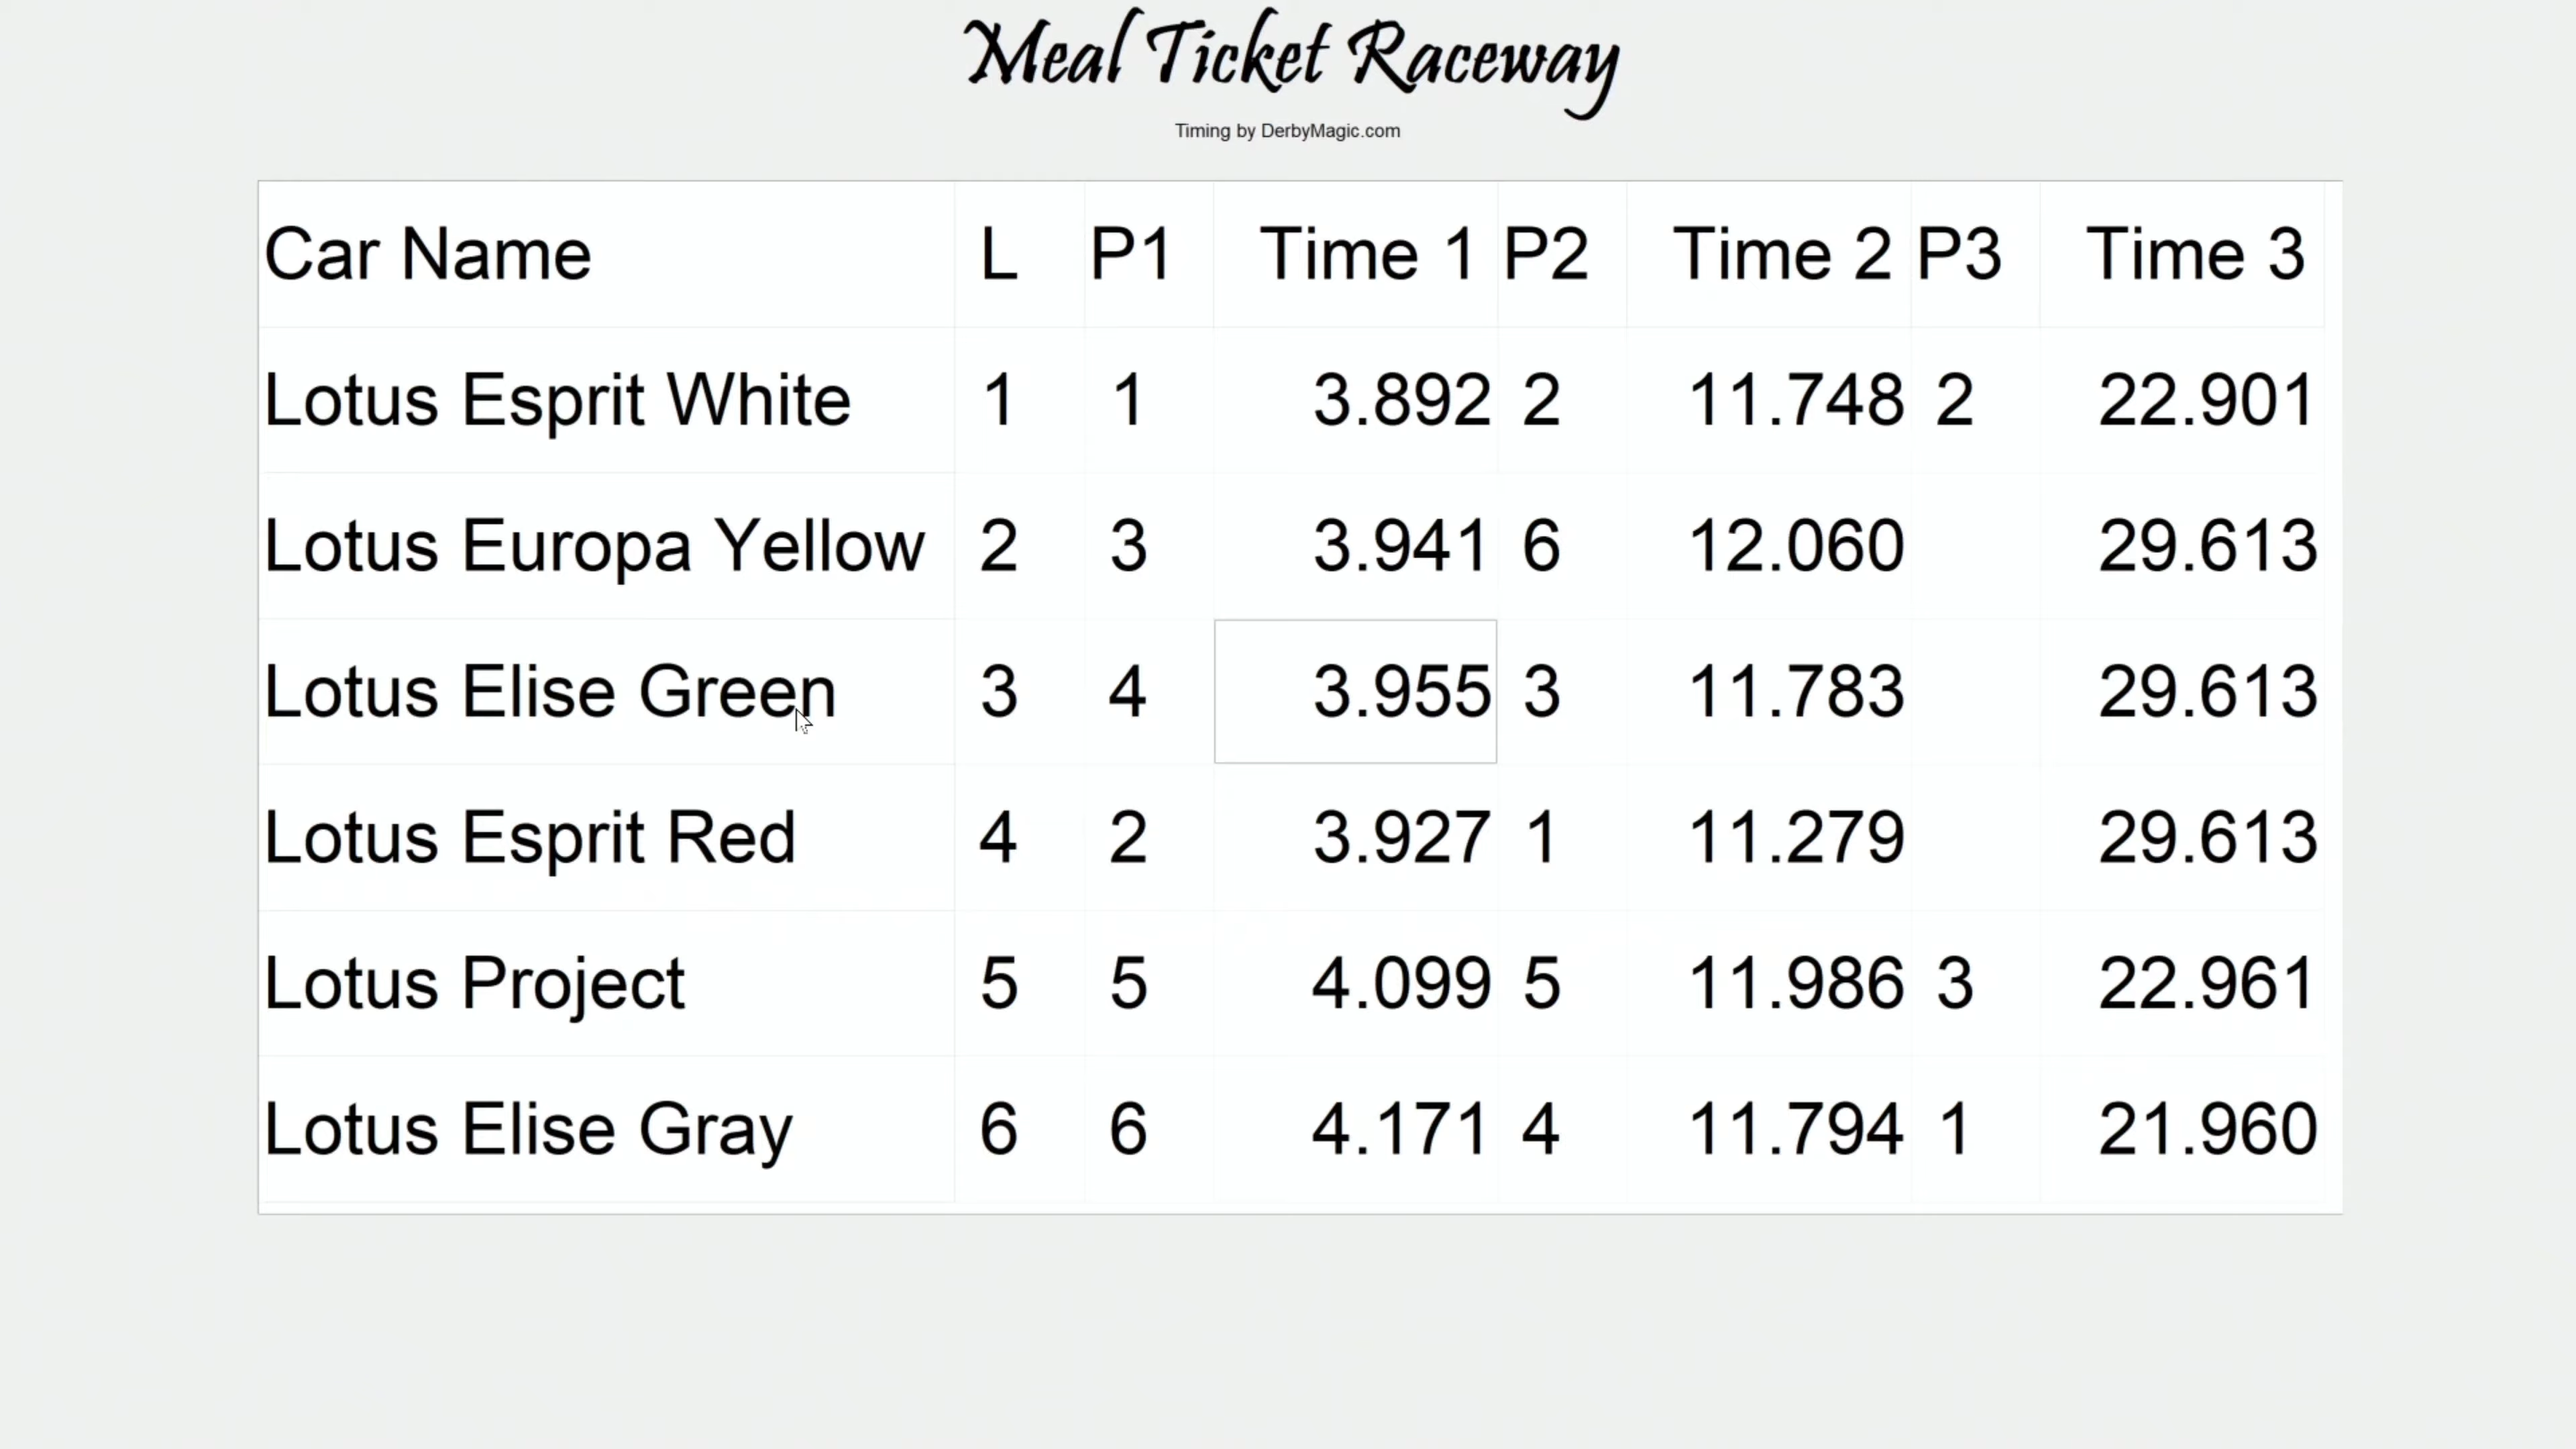 Meal Ticket Raceway
Timing by DerbyMagic.com
Car Name L P1 Time 1 P2 Time 2 P3 Time 3
Lotus Esprit White 1 1 3.892 2 11.748 2 22.901
Lotus Europa Yellow 2 3 3.941 6 12.060 29.613
Lotus Elise Green 3 4 3.955 3 11.783 29.613
Lotus Esprit Red 4 2 3.927 1 11.279 29.613
Lotus Project 5 5 4.099 5 11.986 3 22.961
Lotus Elise Gray 6 6 4.171 4 11.794 1 21.960